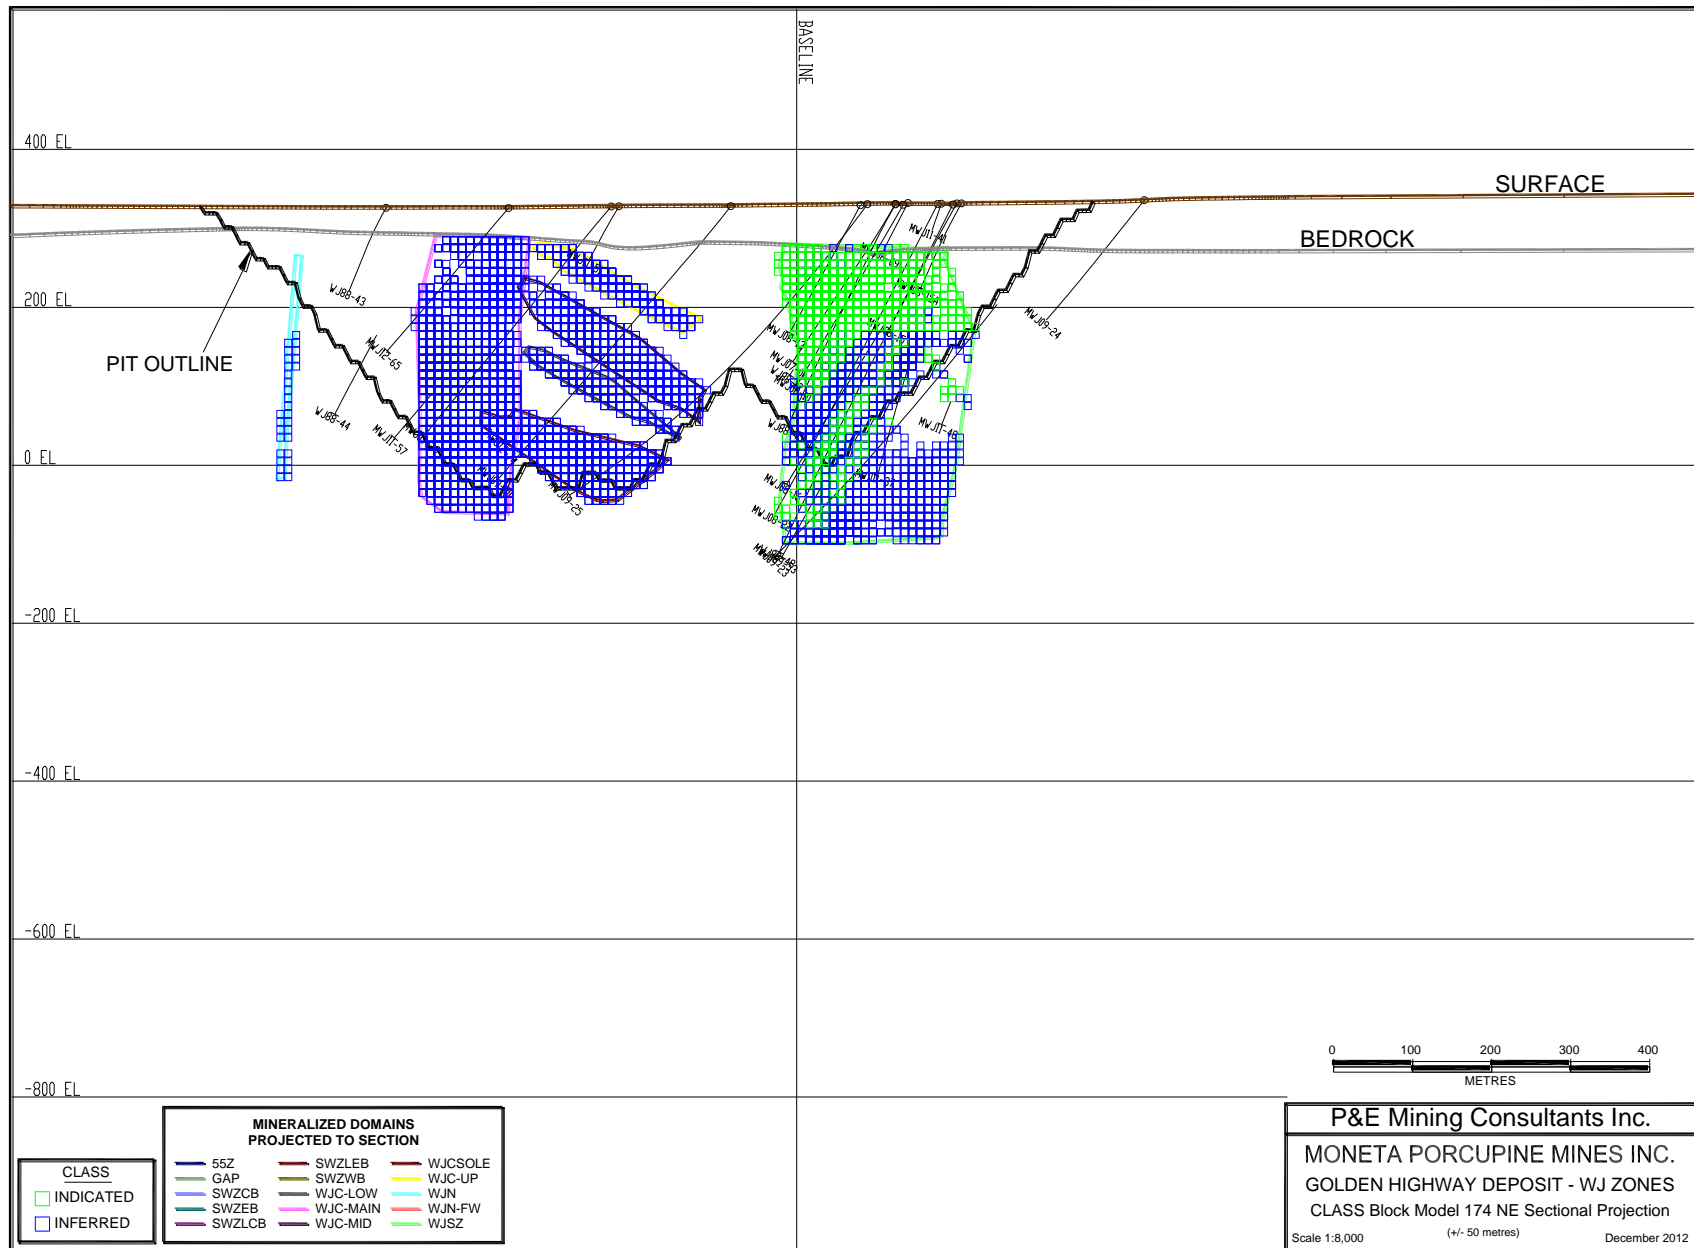 BASELINE
400 EL
SURFACE
BEDROCK
MWJ11-41
200 EL
WJ88-43
MWJ09-24
PIT OUTLINE
MWJ12-65
WJ88-44
MWJ11-57
MWJ11-48
0 EL
MWJ09-25
MWJ08-22
-200 EL
-400 EL
-600 EL
-800 EL
0 100 200 300 400
METRES
CLASS
INDICATED
INFERRED
MINERALIZED DOMAINS
PROJECTED TO SECTION
55Z SWZLEB WJCSOLE
GAP SWZWB WJC-UP
SWZCB WJC-LOW WJN
SWZEB WJC-MAIN WJN-FW
SWZLCB WJC-MID WJSZ
P&E Mining Consultants Inc.
MONETA PORCUPINE MINES INC.
GOLDEN HIGHWAY DEPOSIT - WJ ZONES
CLASS Block Model 174 NE Sectional Projection
Scale 1:8,000 (+/- 50 metres) December 2012